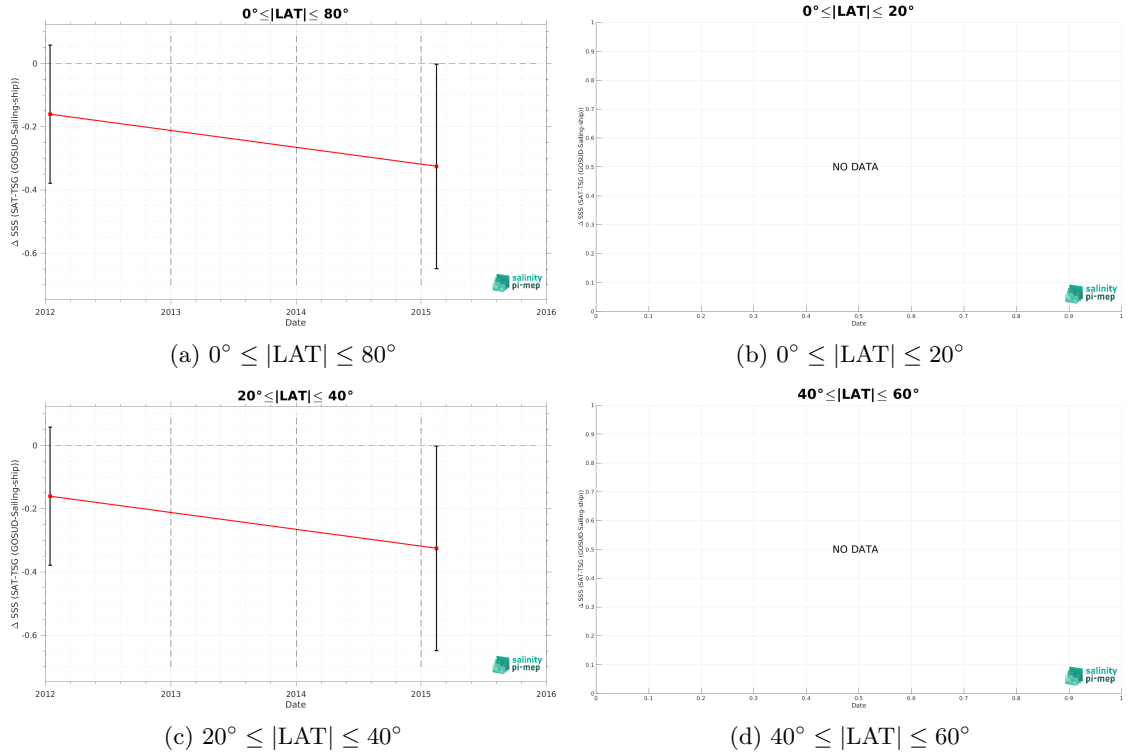 0°≤|LAT|≤ 80°
Δ SSS (SAT-TSG (GOSUD-Sailing-ship))
0
-0.2
-0.4
-0.6
2012 2013 2014 2015 2016
Date
salinity
pi-mep
(a) 0° ≤ |LAT| ≤ 80°
0°≤|LAT|≤ 20°
Δ SSS (SAT-TSG (GOSUD-Sailing-ship))
1
0.9
0.8
0.7
0.6
0.5
0.4
0.3
0.2
0.1
0
NO DATA
0 0.1 0.2 0.3 0.4 0.5 0.6 0.7 0.8 0.9 1
Date
salinity
pi-mep
(b) 0° ≤ |LAT| ≤ 20°
20°≤|LAT|≤ 40°
Δ SSS (SAT-TSG (GOSUD-Sailing-ship))
0
-0.2
-0.4
-0.6
2012 2013 2014 2015 2016
Date
salinity
pi-mep
(c) 20° ≤ |LAT| ≤ 40°
40°≤|LAT|≤ 60°
Δ SSS (SAT-TSG (GOSUD-Sailing-ship))
1
0.9
0.8
0.7
0.6
0.5
0.4
0.3
0.2
0.1
0
NO DATA
0 0.1 0.2 0.3 0.4 0.5 0.6 0.7 0.8 0.9 1
Date
salinity
pi-mep
(d) 40° ≤ |LAT| ≤ 60°